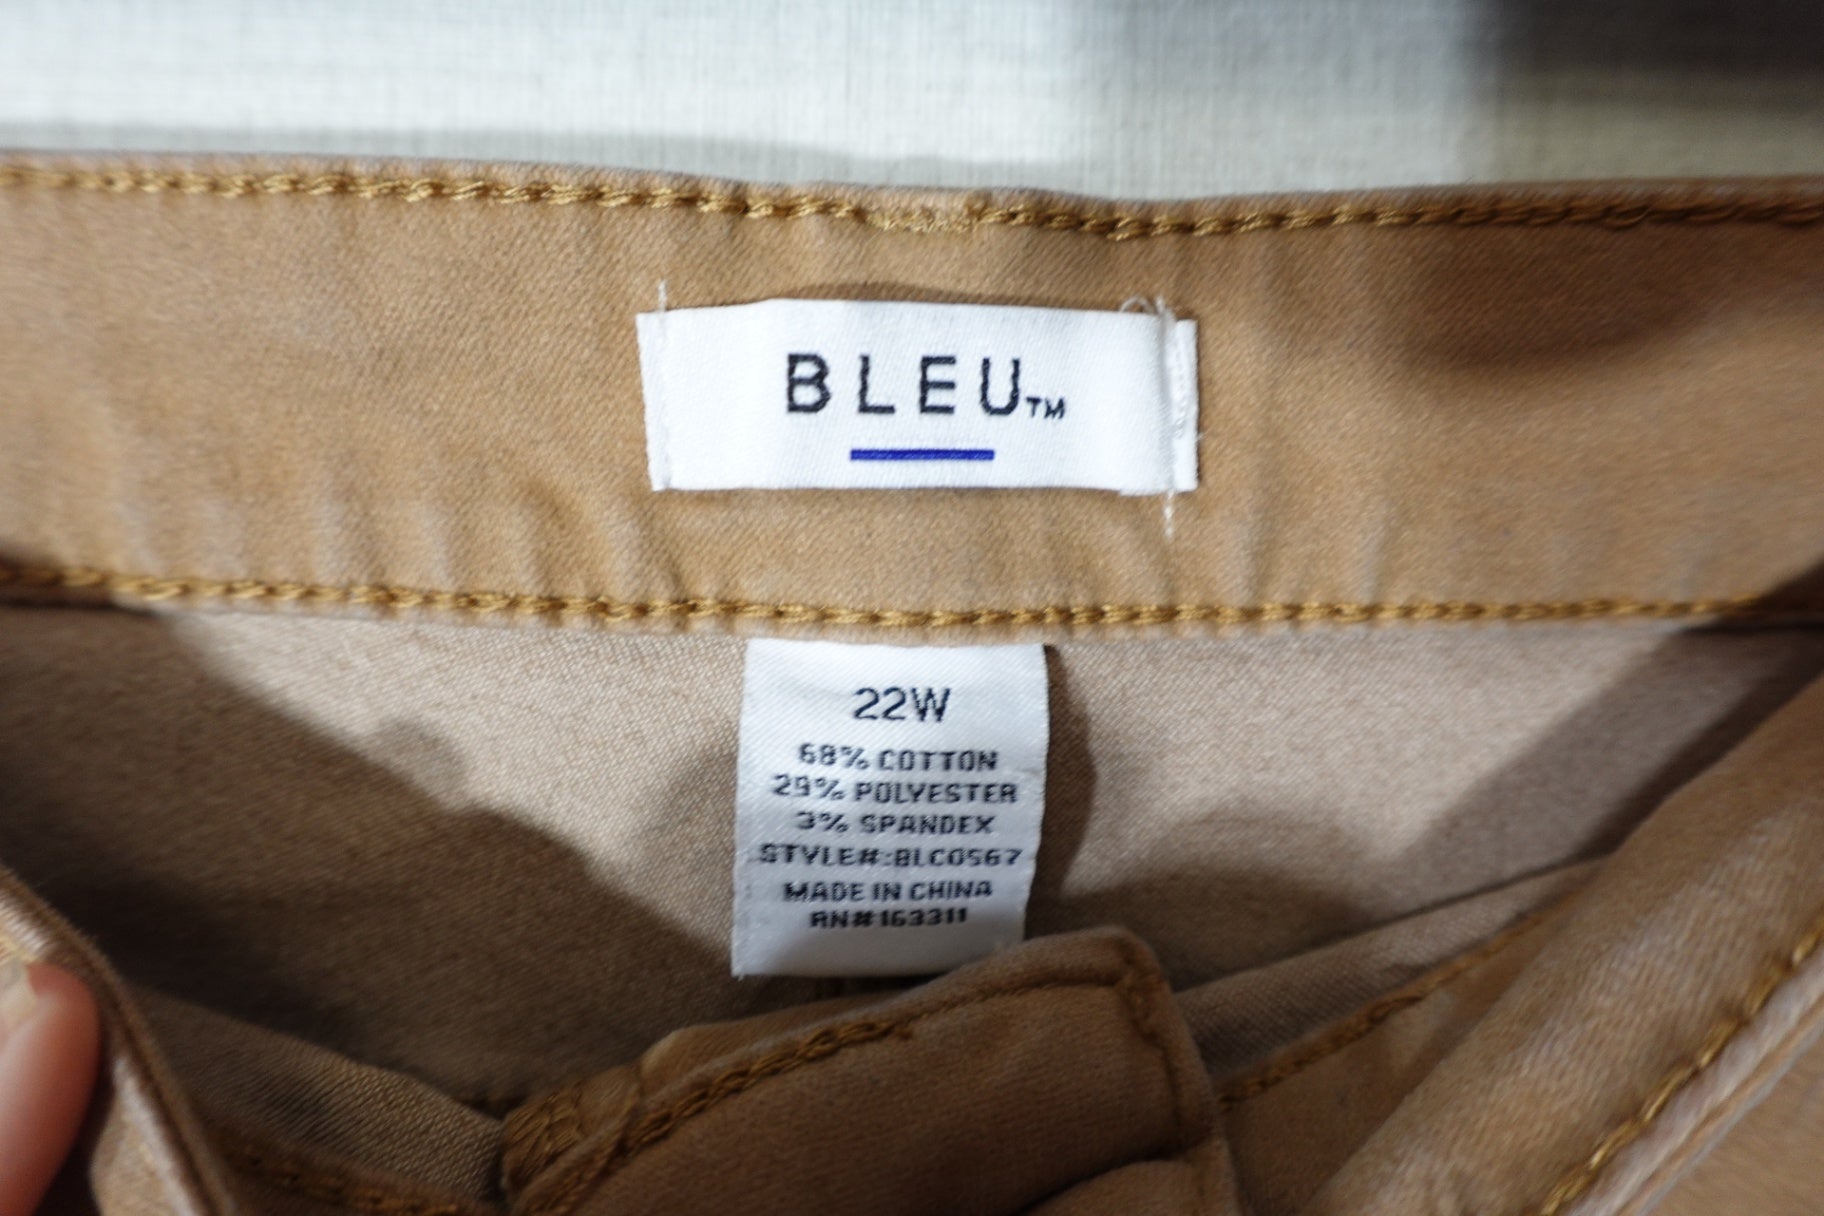 BLEU™
22W
68% COTTON
29% POLYESTER
3% SPANDEX
STYLE#:BLC0567
MADE IN CHINA
RN#163311